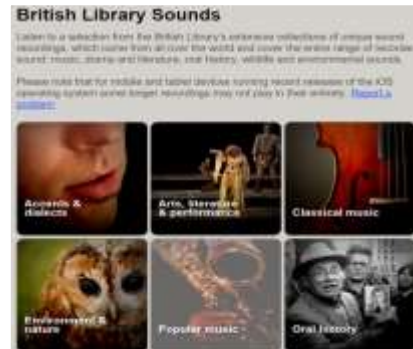 British Library Sounds
Listen to a selection from the British Library's extensive collections of unique sound
recordings, which come from all over the world and cover the entire range of recorded
sound: music, drama and literature, oral history, wildlife and environmental sounds.
Please note that for mobile and tablet devices running recent releases of the iOS
operating system some longer recordings may not play in their entirety. Report a
problem
Accents &
dialects
Arts, literature
& performance
Classical music
Environment &
nature
Popular music
Oral history